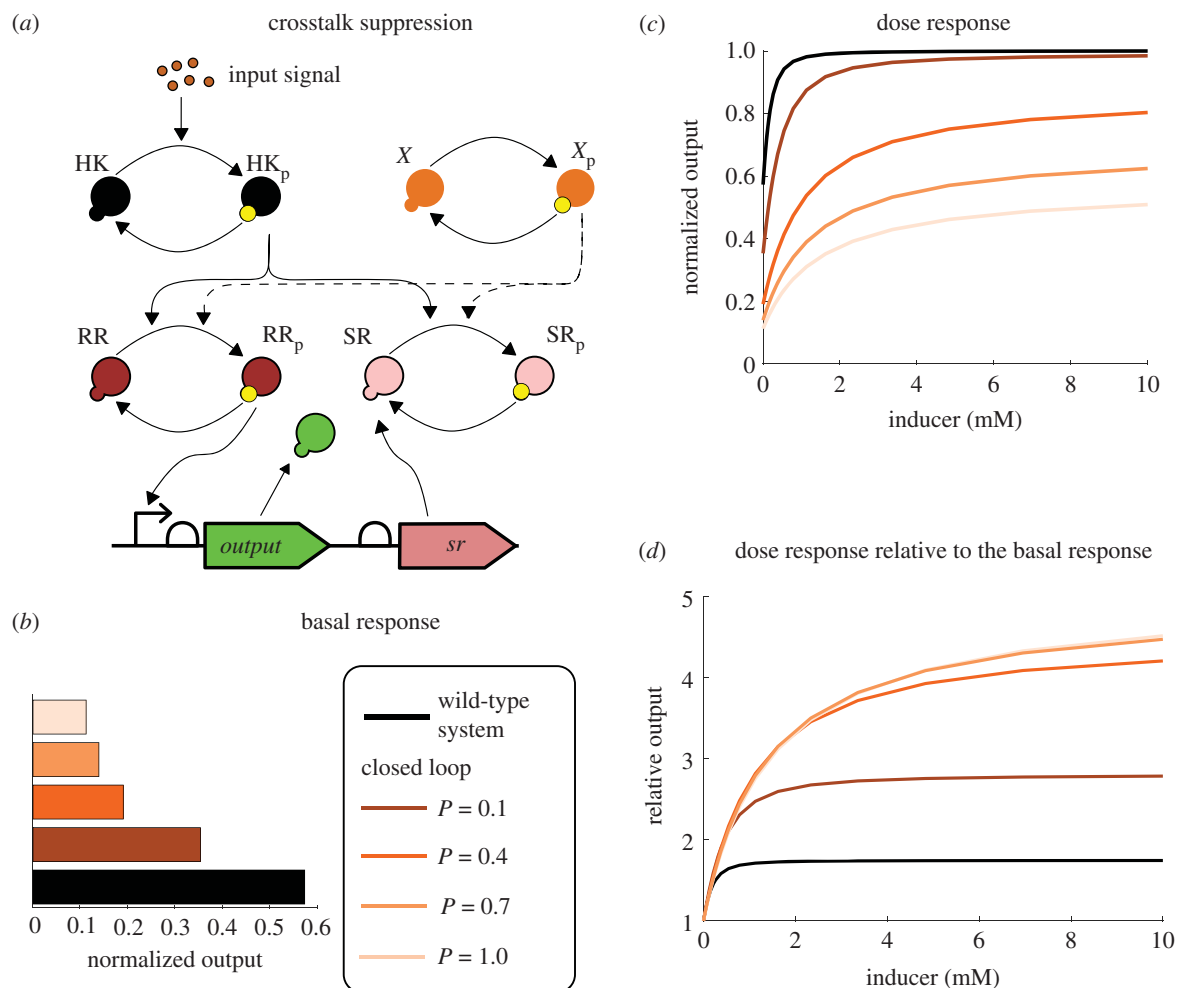 (a) crosstalk suppression
input signal
HK
HKp
X
Xp
RR
RRp
SR
SRp
output
sr
(b) basal response
0 0.1 0.2 0.3 0.4 0.5 0.6
normalized output
wild-type
system
closed loop
P = 0.1
P = 0.4
P = 0.7
P = 1.0
(c) dose response
1.0
0.8
0.6
0.4
0.2
0
normalized output
0 2 4 6 8 10
inducer (mM)
(d) dose response relative to the basal response
5
4
3
2
1
relative output
0 2 4 6 8 10
inducer (mM)